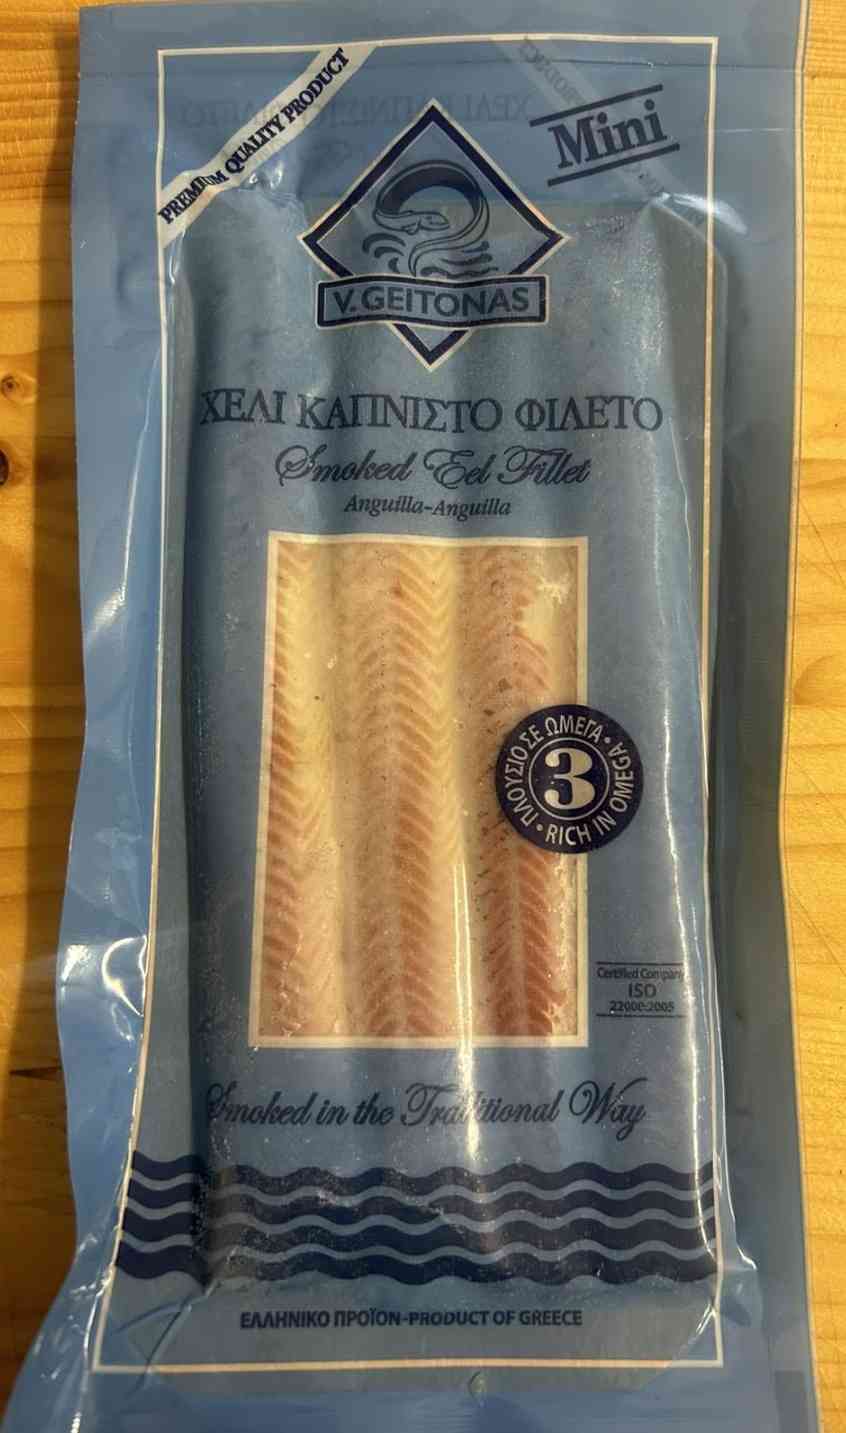 PREMIUM QUALITY PRODUCT
Mini
V. GEITONAS
ΧΕΛΙ ΚΑΠΝΙΣΤΟ ΦΙΛΕΤΟ
Smoked Eel Fillet
Anguilla-Anguilla
ΠΛΟΥΣΙΟ ΣΕ ΩΜΕΓΑ
3
• RICH IN OMEGA •
Certified Company
ISO
22000:2005
Smoked in the Traditional Way
ΕΛΛΗΝΙΚΟ ΠΡΟΪΟΝ-PRODUCT OF GREECE